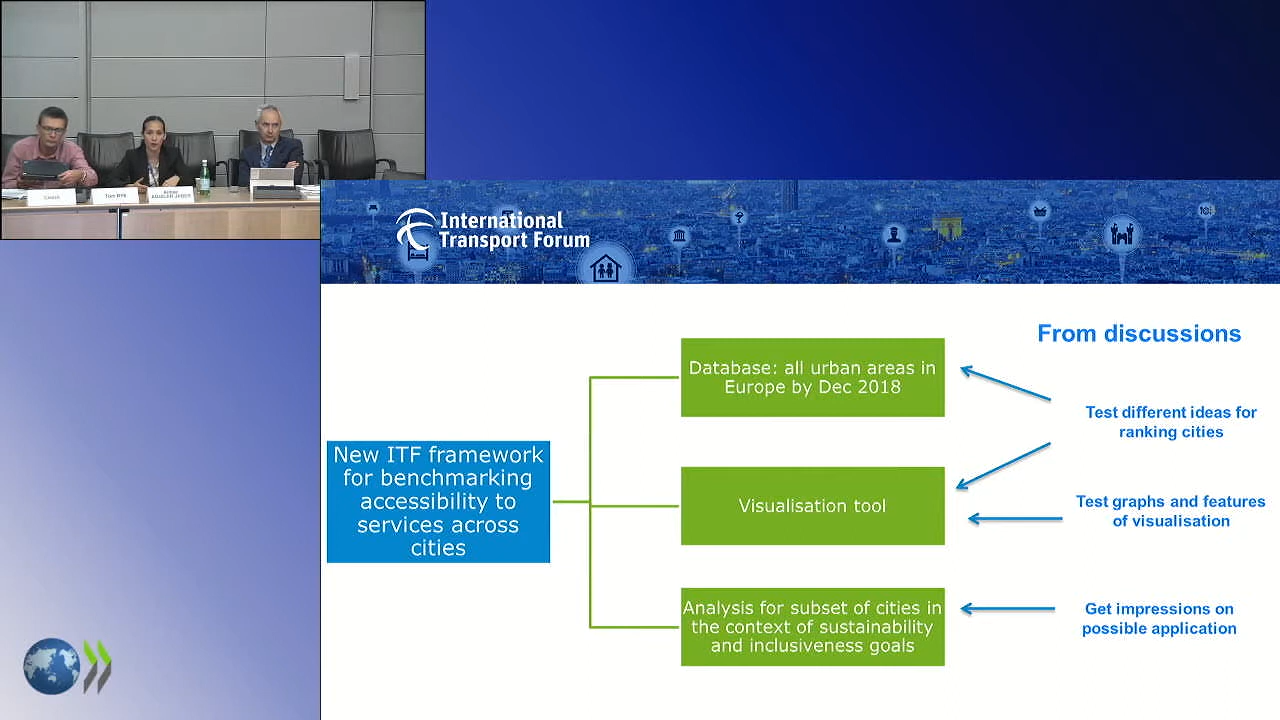 International
Transport Forum
From discussions
Database: all urban areas in
Europe by Dec 2018
Test different ideas for
ranking cities
New ITF framework
for benchmarking
accessibility to
services across
cities
Visualisation tool
Test graphs and features
of visualisation
Analysis for subset of cities in
the context of sustainability
and inclusiveness goals
Get impressions on
possible application